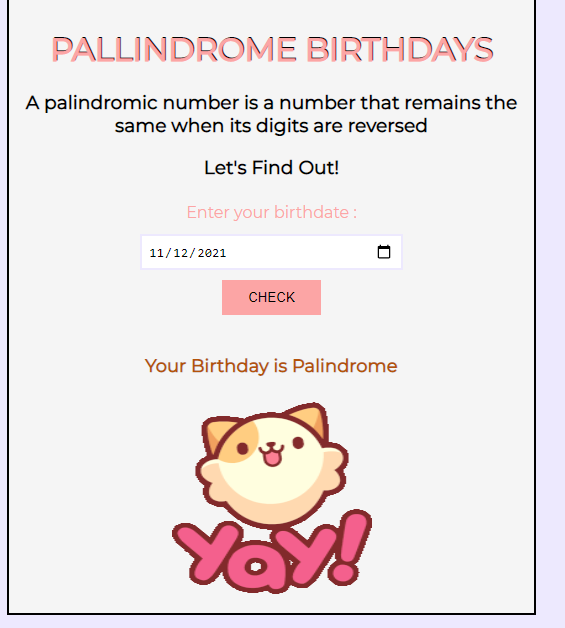 PALLINDROME BIRTHDAYS
A palindromic number is a number that remains the
same when its digits are reversed
Let's Find Out!
Enter your birthdate :
11/12/2021
CHECK
Your Birthday is Palindrome
Yay!